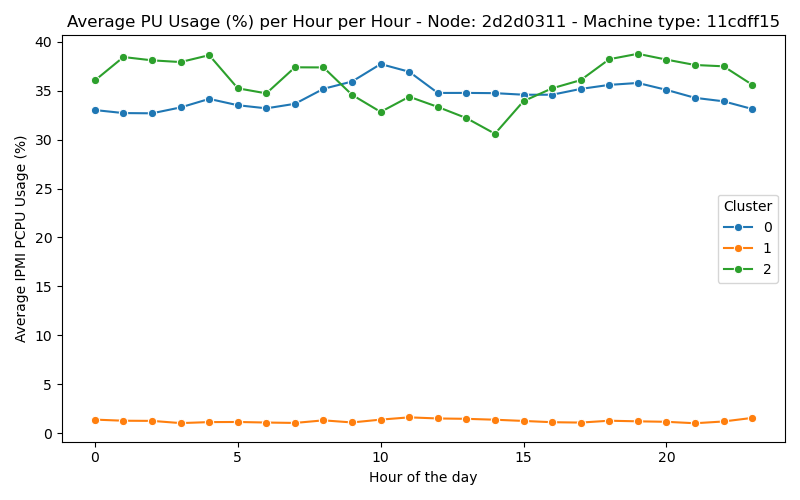 Average PU Usage (%) per Hour per Hour - Node: 2d2d0311 - Machine type: 11cdff15
Average IPMI PCPU Usage (%)
40
35
30
25
20
15
10
5
0
Cluster
0
1
2
0 5 10 15 20
Hour of the day